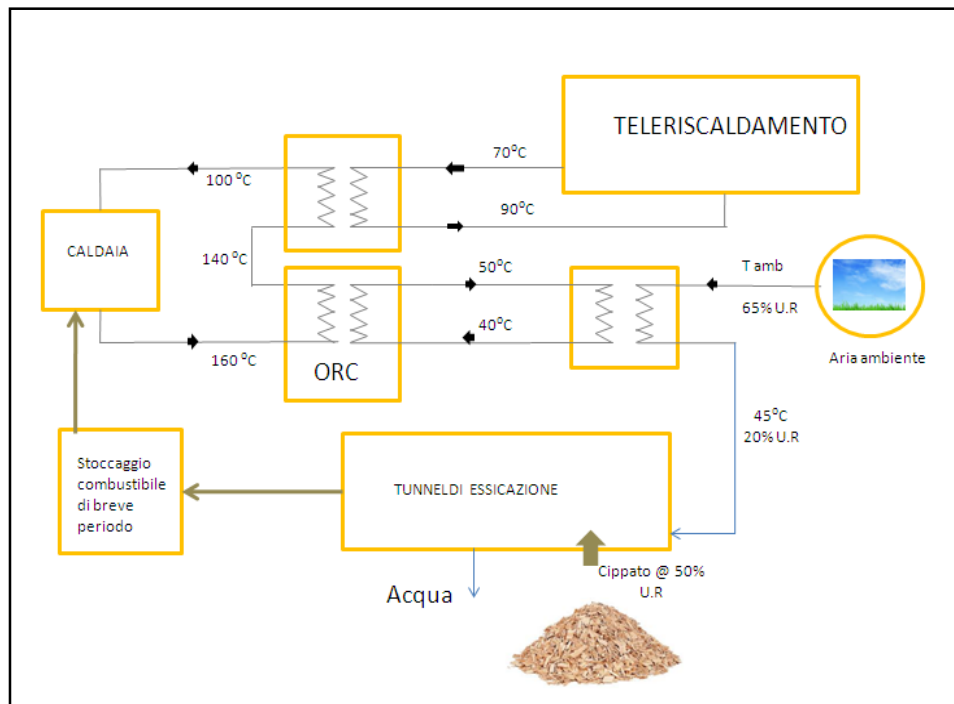 TELERISCALDAMENTO
70°C
100 °C
90°C
CALDAIA
140 °C
50°C
T amb
65% U.R
40°C
160 °C
ORC
Aria ambiente
45°C
20% U.R
Stoccaggio
combustibile
di breve
periodo
TUNNELDI ESSICAZIONE
Acqua
Cippato @ 50%
U.R